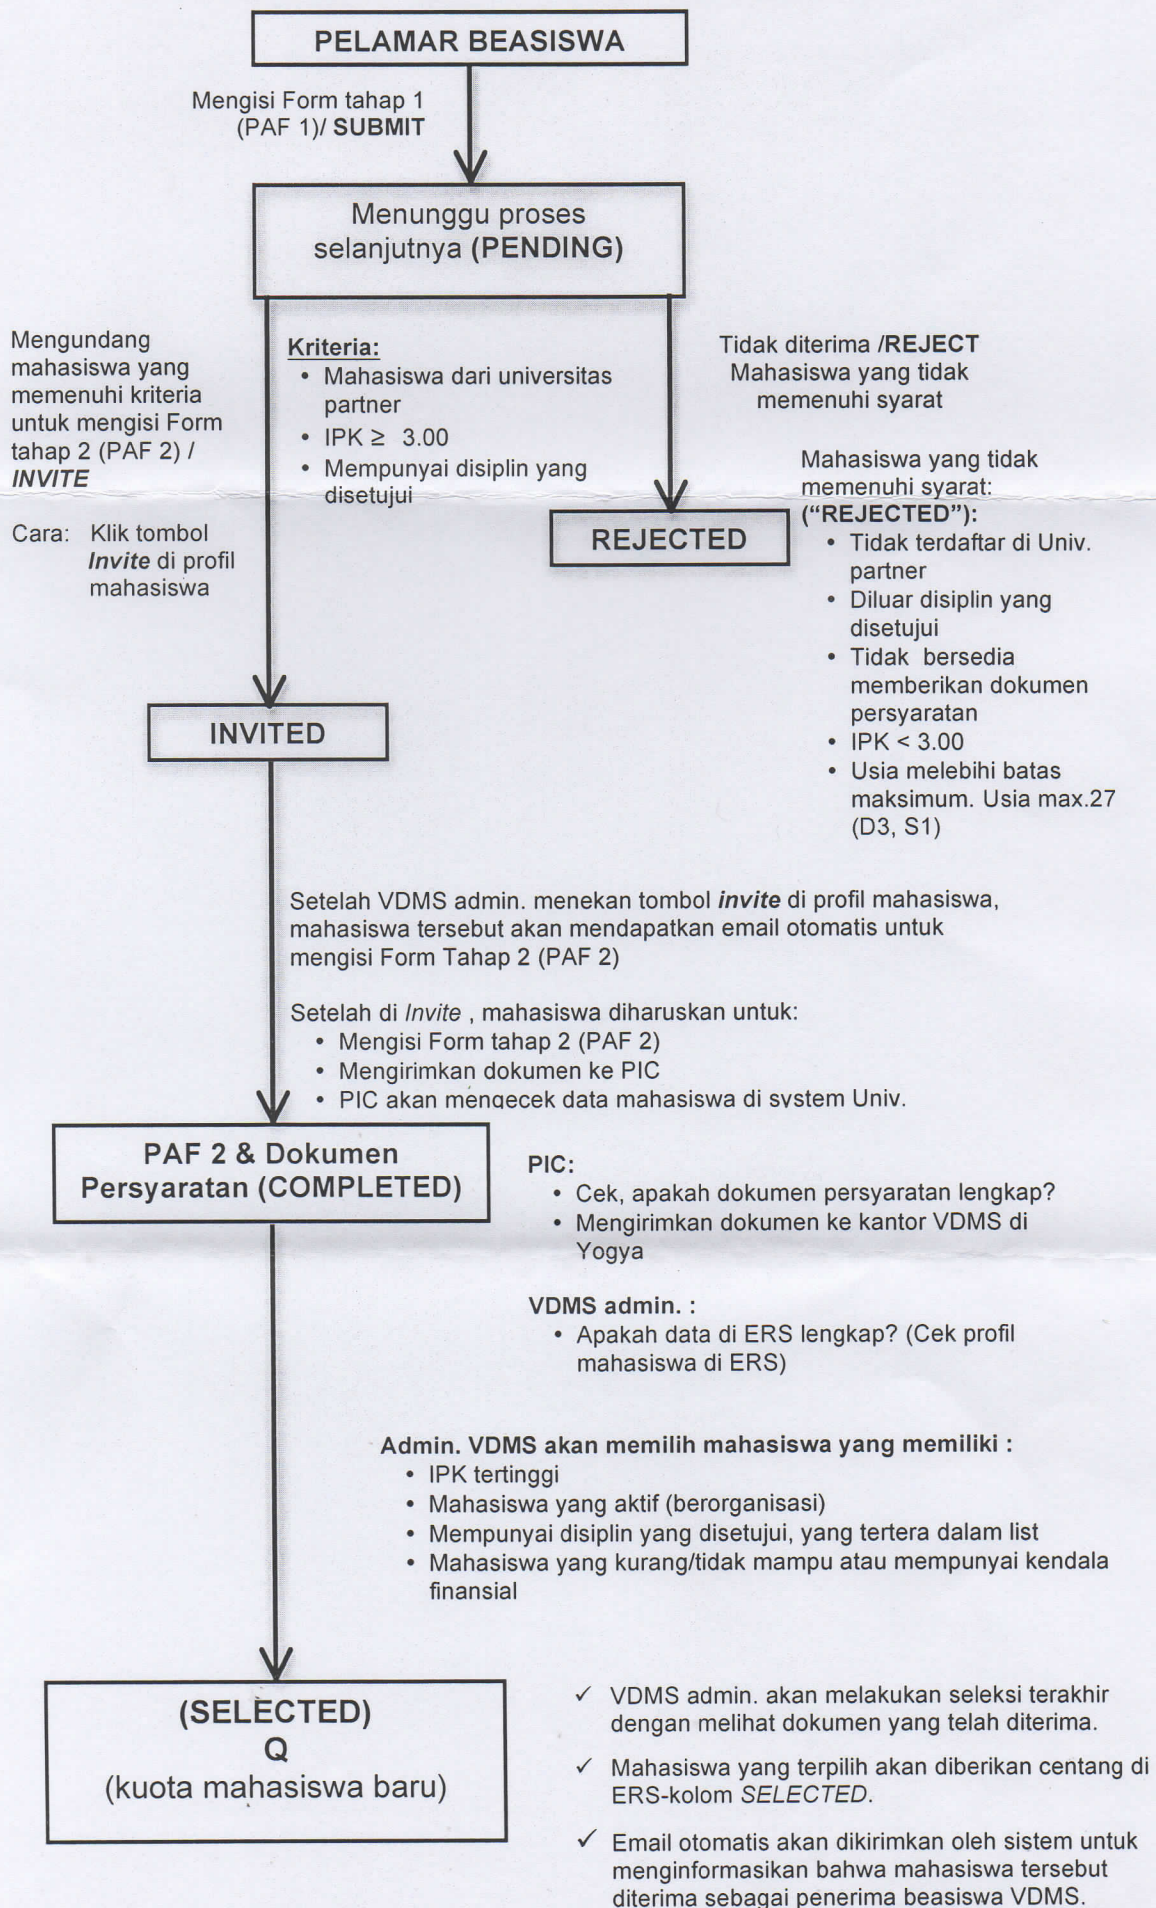 PELAMAR BEASISWA
Mengisi Form tahap 1
(PAF 1)/ SUBMIT
Menunggu proses
selanjutnya (PENDING)
Mengundang
mahasiswa yang
memenuhi kriteria
untuk mengisi Form
tahap 2 (PAF 2) /
INVITE
Cara: Klik tombol
Invite di profil
mahasiswa
Kriteria:
• Mahasiswa dari universitas
partner
• IPK ≥ 3.00
• Mempunyai disiplin yang
disetujui
Tidak diterima /REJECT
Mahasiswa yang tidak
memenuhi syarat
REJECTED
Mahasiswa yang tidak
memenuhi syarat:
(“REJECTED”):
• Tidak terdaftar di Univ.
partner
• Diluar disiplin yang
disetujui
• Tidak bersedia
memberikan dokumen
persyaratan
• IPK < 3.00
• Usia melebihi batas
maksimum. Usia max.27
(D3, S1)
INVITED
Setelah VDMS admin. menekan tombol invite di profil mahasiswa,
mahasiswa tersebut akan mendapatkan email otomatis untuk
mengisi Form Tahap 2 (PAF 2)
Setelah di Invite , mahasiswa diharuskan untuk:
• Mengisi Form tahap 2 (PAF 2)
• Mengirimkan dokumen ke PIC
• PIC akan mengecek data mahasiswa di system Univ.
PAF 2 & Dokumen
Persyaratan (COMPLETED)
PIC:
• Cek, apakah dokumen persyaratan lengkap?
• Mengirimkan dokumen ke kantor VDMS di
Yogya
VDMS admin. :
• Apakah data di ERS lengkap? (Cek profil
mahasiswa di ERS)
Admin. VDMS akan memilih mahasiswa yang memiliki :
• IPK tertinggi
• Mahasiswa yang aktif (berorganisasi)
• Mempunyai disiplin yang disetujui, yang tertera dalam list
• Mahasiswa yang kurang/tidak mampu atau mempunyai kendala
finansial
(SELECTED)
Q
(kuota mahasiswa baru)
✓ VDMS admin. akan melakukan seleksi terakhir
dengan melihat dokumen yang telah diterima.
✓ Mahasiswa yang terpilih akan diberikan centang di
ERS-kolom SELECTED.
✓ Email otomatis akan dikirimkan oleh sistem untuk
menginformasikan bahwa mahasiswa tersebut
diterima sebagai penerima beasiswa VDMS.